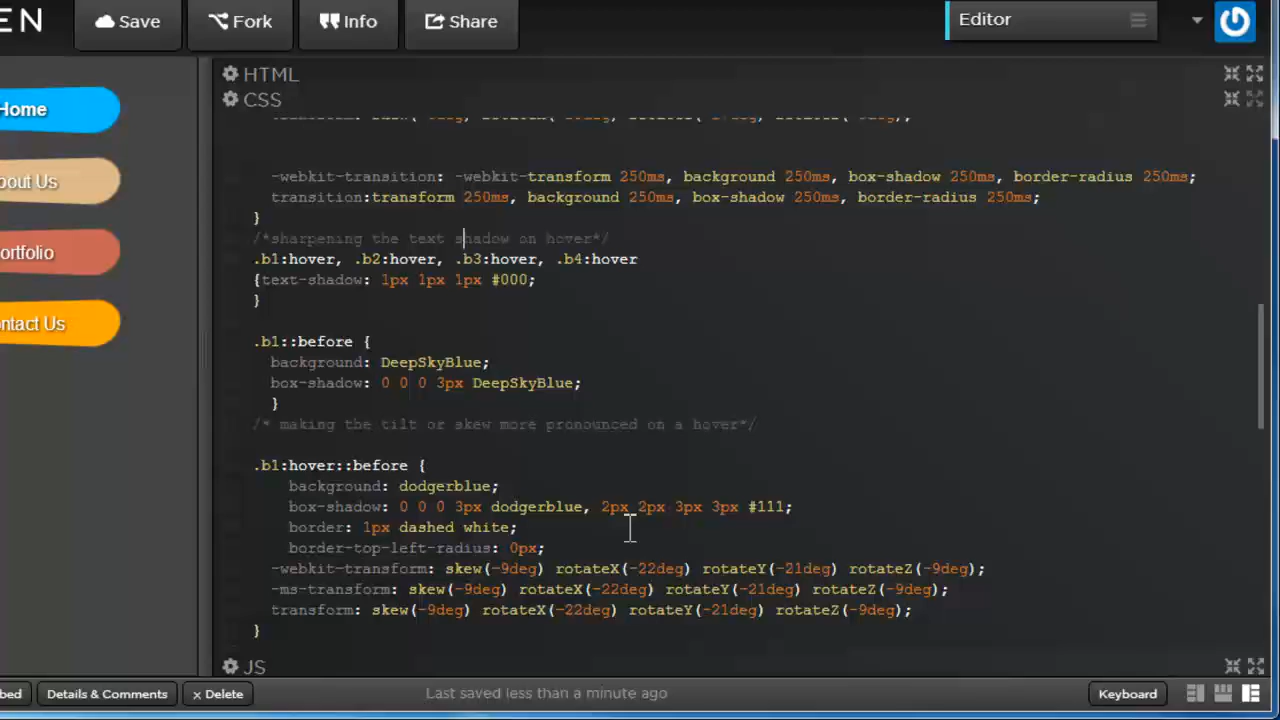 EN
Save
Fork
Info
Share
Editor
HTML
CSS
Home
out Us
ortfolio
ntact Us
-webkit-transition: -webkit-transform 250ms, background 250ms, box-shadow 250ms, border-radius 250ms;
transition:transform 250ms, background 250ms, box-shadow 250ms, border-radius 250ms;
}
/*sharpening the text shadow on hover*/
.b1:hover, .b2:hover, .b3:hover, .b4:hover
{text-shadow: 1px 1px 1px #000;
}
.b1::before {
background: DeepSkyBlue;
box-shadow: 0 0 0 3px DeepSkyBlue;
}
/* making the tilt or skew more pronounced on a hover*/
.b1:hover::before {
background: dodgerblue;
box-shadow: 0 0 0 3px dodgerblue, 2px 2px 3px 3px #111;
border: 1px dashed white;
border-top-left-radius: 0px;
-webkit-transform: skew(-9deg) rotateX(-22deg) rotateY(-21deg) rotateZ(-9deg);
-ms-transform: skew(-9deg) rotateX(-22deg) rotateY(-21deg) rotateZ(-9deg);
transform: skew(-9deg) rotateX(-22deg) rotateY(-21deg) rotateZ(-9deg);
}
JS
bed
Details & Comments
x Delete
Last saved less than a minute ago
Keyboard